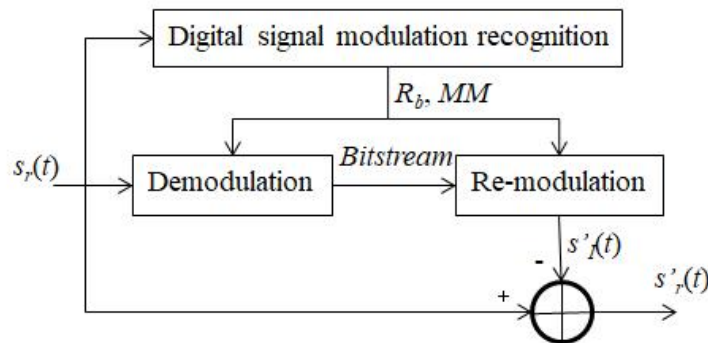 Digital signal modulation recognition
R_b, MM
s_r(t)
Bitstream
Demodulation
Re-modulation
s'_I(t)
-
s'_r(t)
+